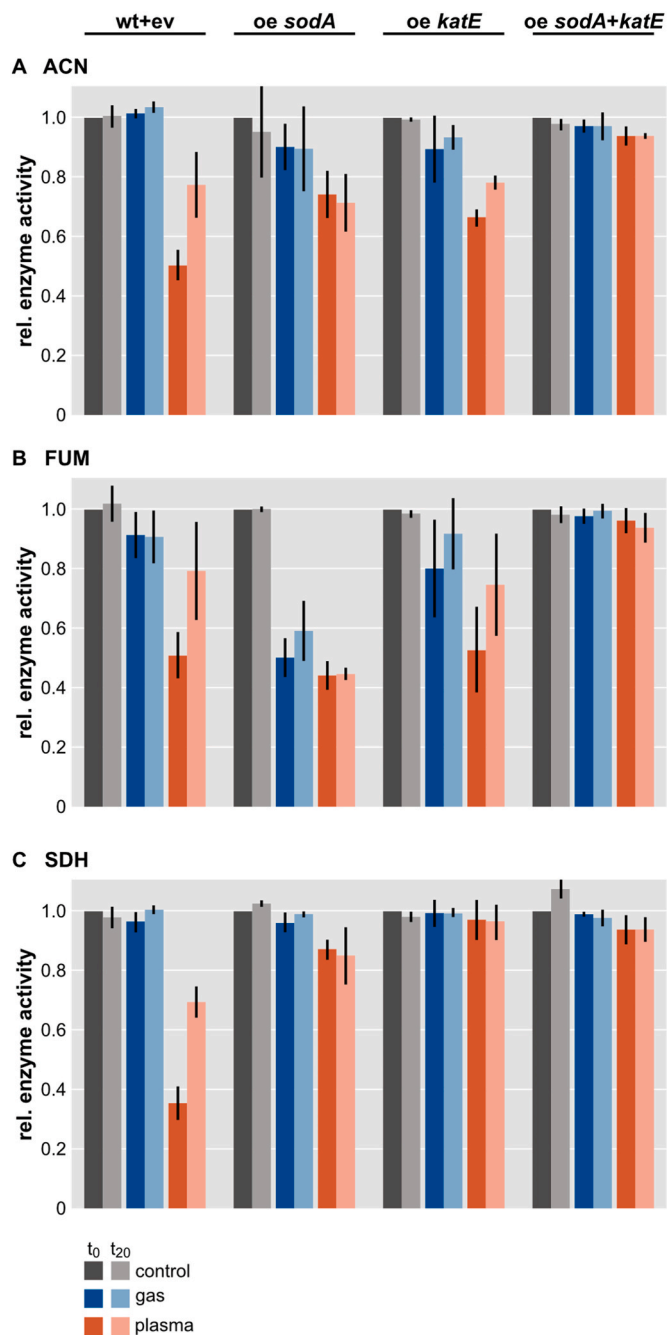 wt+ev oe sodA oe katE oe sodA+katE
A ACN
rel. enzyme activity
1.0
0.8
0.6
0.4
0.2
0
B FUM
rel. enzyme activity
1.0
0.8
0.6
0.4
0.2
0
C SDH
rel. enzyme activity
1.0
0.8
0.6
0.4
0.2
0
t0 t20
control
gas
plasma